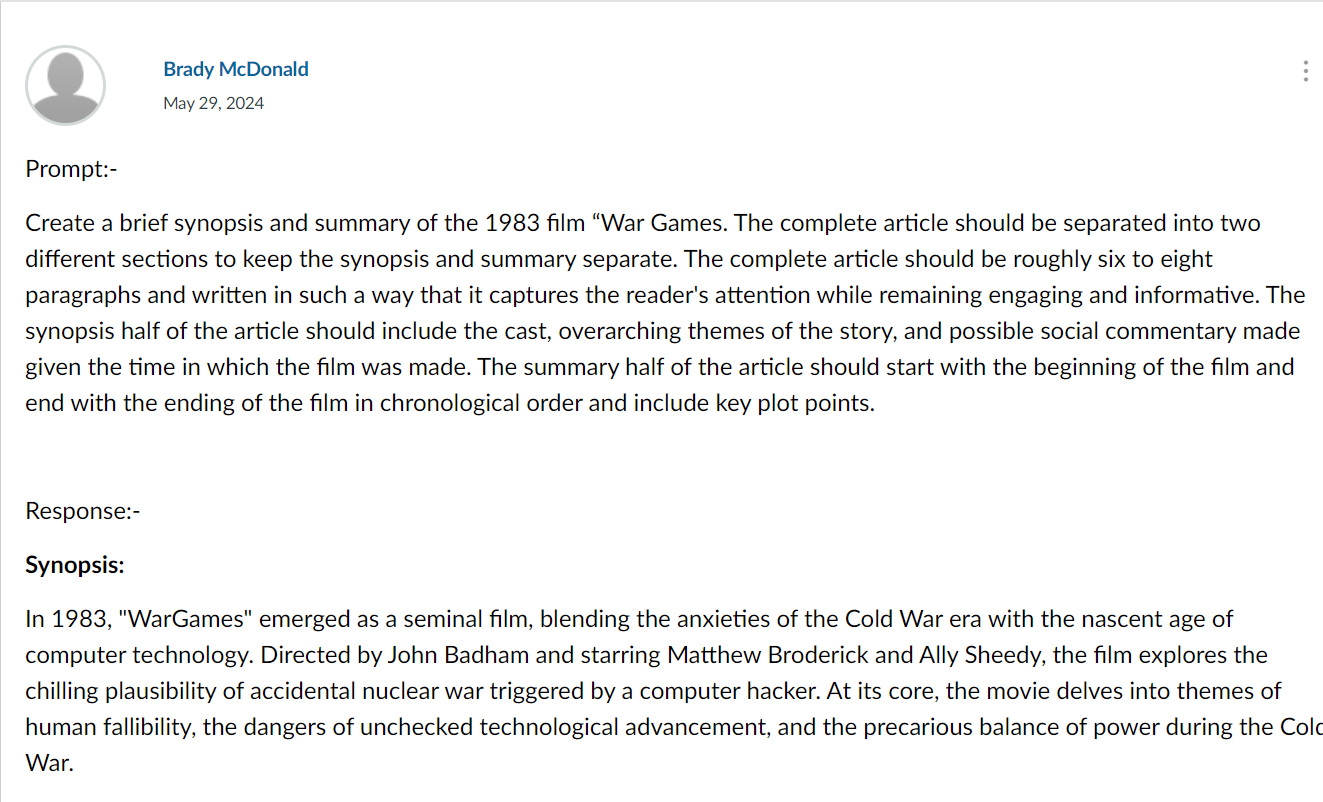 Brady McDonald
May 29, 2024
Prompt:-
Create a brief synopsis and summary of the 1983 film “War Games. The complete article should be separated into two
different sections to keep the synopsis and summary separate. The complete article should be roughly six to eight
paragraphs and written in such a way that it captures the reader's attention while remaining engaging and informative. The
synopsis half of the article should include the cast, overarching themes of the story, and possible social commentary made
given the time in which the film was made. The summary half of the article should start with the beginning of the film and
end with the ending of the film in chronological order and include key plot points.
Response:-
Synopsis:
In 1983, "WarGames" emerged as a seminal film, blending the anxieties of the Cold War era with the nascent age of
computer technology. Directed by John Badham and starring Matthew Broderick and Ally Sheedy, the film explores the
chilling plausibility of accidental nuclear war triggered by a computer hacker. At its core, the movie delves into themes of
human fallibility, the dangers of unchecked technological advancement, and the precarious balance of power during the Cold
War.